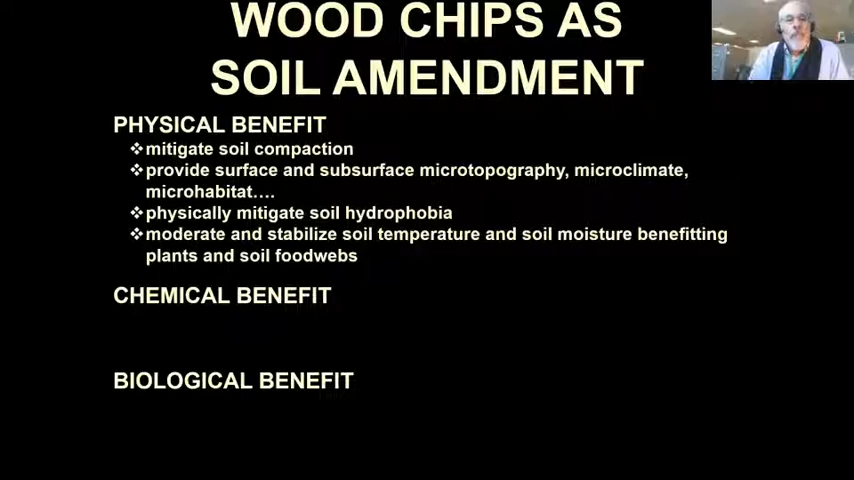 WOOD CHIPS AS
SOIL AMENDMENT
PHYSICAL BENEFIT
❖mitigate soil compaction
❖provide surface and subsurface microtopography, microclimate,
microhabitat….
❖physically mitigate soil hydrophobia
❖moderate and stabilize soil temperature and soil moisture benefitting
plants and soil foodwebs
CHEMICAL BENEFIT
BIOLOGICAL BENEFIT